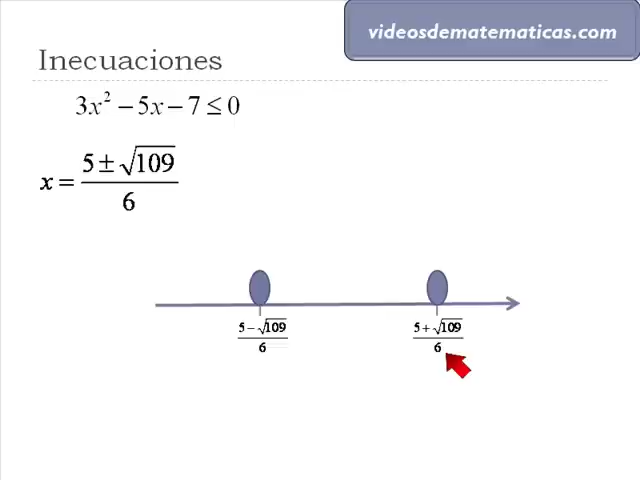 videosdematematicas.com
Inecuaciones
3x² − 5x − 7 ≤ 0
x = (5 ± √109) / 6
(5 − √109) / 6
(5 + √109) / 6